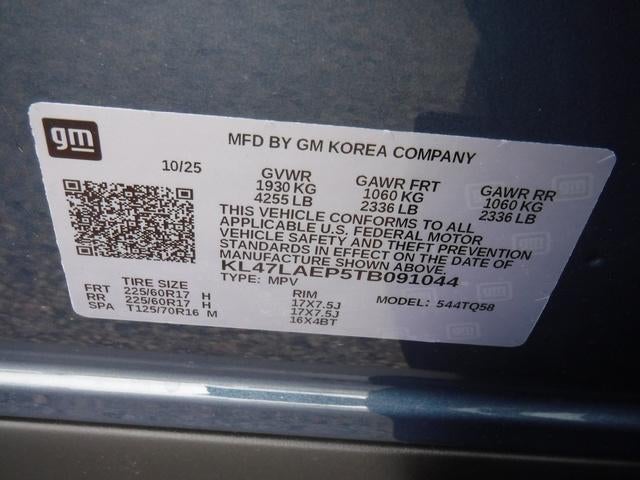 gm
MFD BY GM KOREA COMPANY
10/25
GVWR
1930 KG
4255 LB
GAWR FRT
1060 KG
2336 LB
GAWR RR
1060 KG
2336 LB
THIS VEHICLE CONFORMS TO ALL
APPLICABLE U.S. FEDERAL MOTOR
VEHICLE SAFETY AND THEFT PREVENTION
STANDARDS IN EFFECT ON THE DATE OF
MANUFACTURE SHOWN ABOVE.
KL47LAEP5TB091044
TYPE: MPV
TIRE SIZE
RIM
MODEL: 544TQ58
FRT 225/60R17 H 17X7.5J
RR 225/60R17 H 17X7.5J
SPA T125/70R16 M 16X4BT